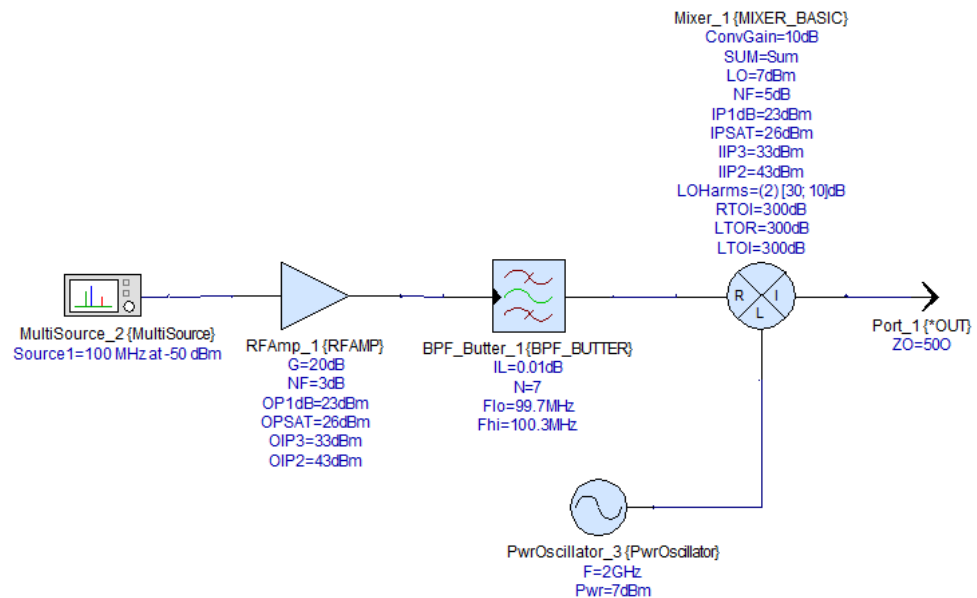 Mixer_1 {MIXER_BASIC}
ConvGain=10dB
SUM=Sum
LO=7dBm
NF=5dB
IP1dB=23dBm
IPSAT=26dBm
IIP3=33dBm
IIP2=43dBm
LOHarms=(2) [30; 10]dB
RTOI=300dB
LTOR=300dB
LTOI=300dB
R
I
L
MultiSource_2 {MultiSource}
Source1=100 MHz at -50 dBm
RFAmp_1 {RFAMP}
G=20dB
NF=3dB
OP1dB=23dBm
OPSAT=26dBm
OIP3=33dBm
OIP2=43dBm
BPF_Butter_1 {BPF_BUTTER}
IL=0.01dB
N=7
Flo=99.7MHz
Fhi=100.3MHz
Port_1 {*OUT}
ZO=50O
PwrOscillator_3 {PwrOscillator}
F=2GHz
Pwr=7dBm